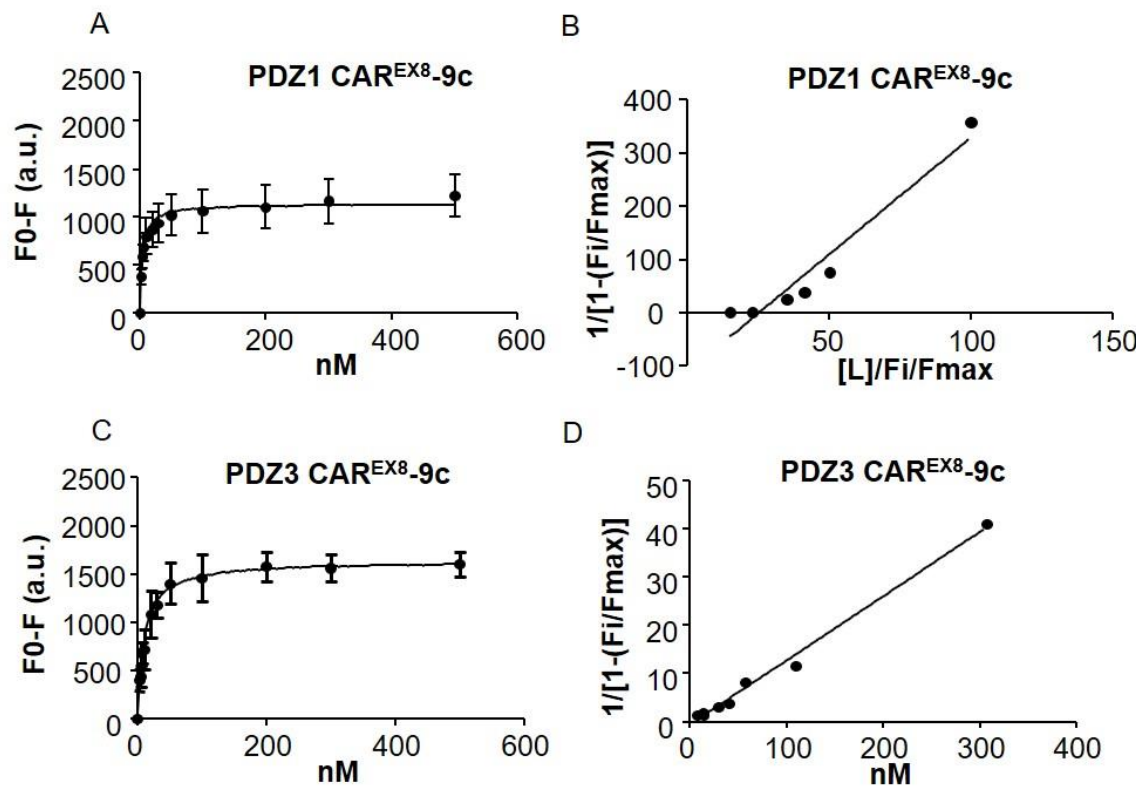 A
PDZ1 CAR^EX8-9c
F0-F (a.u.)
2500
2000
1500
1000
500
0
0 200 400 600
nM
B
PDZ1 CAR^EX8-9c
1/[1-(Fi/Fmax)]
400
300
200
100
0
-100
50 100 150
[L]/Fi/Fmax
C
PDZ3 CAR^EX8-9c
F0-F (a.u.)
2500
2000
1500
1000
500
0
0 200 400 600
nM
D
PDZ3 CAR^EX8-9c
1/[1-(Fi/Fmax)]
50
40
30
20
10
0
0 100 200 300 400
nM